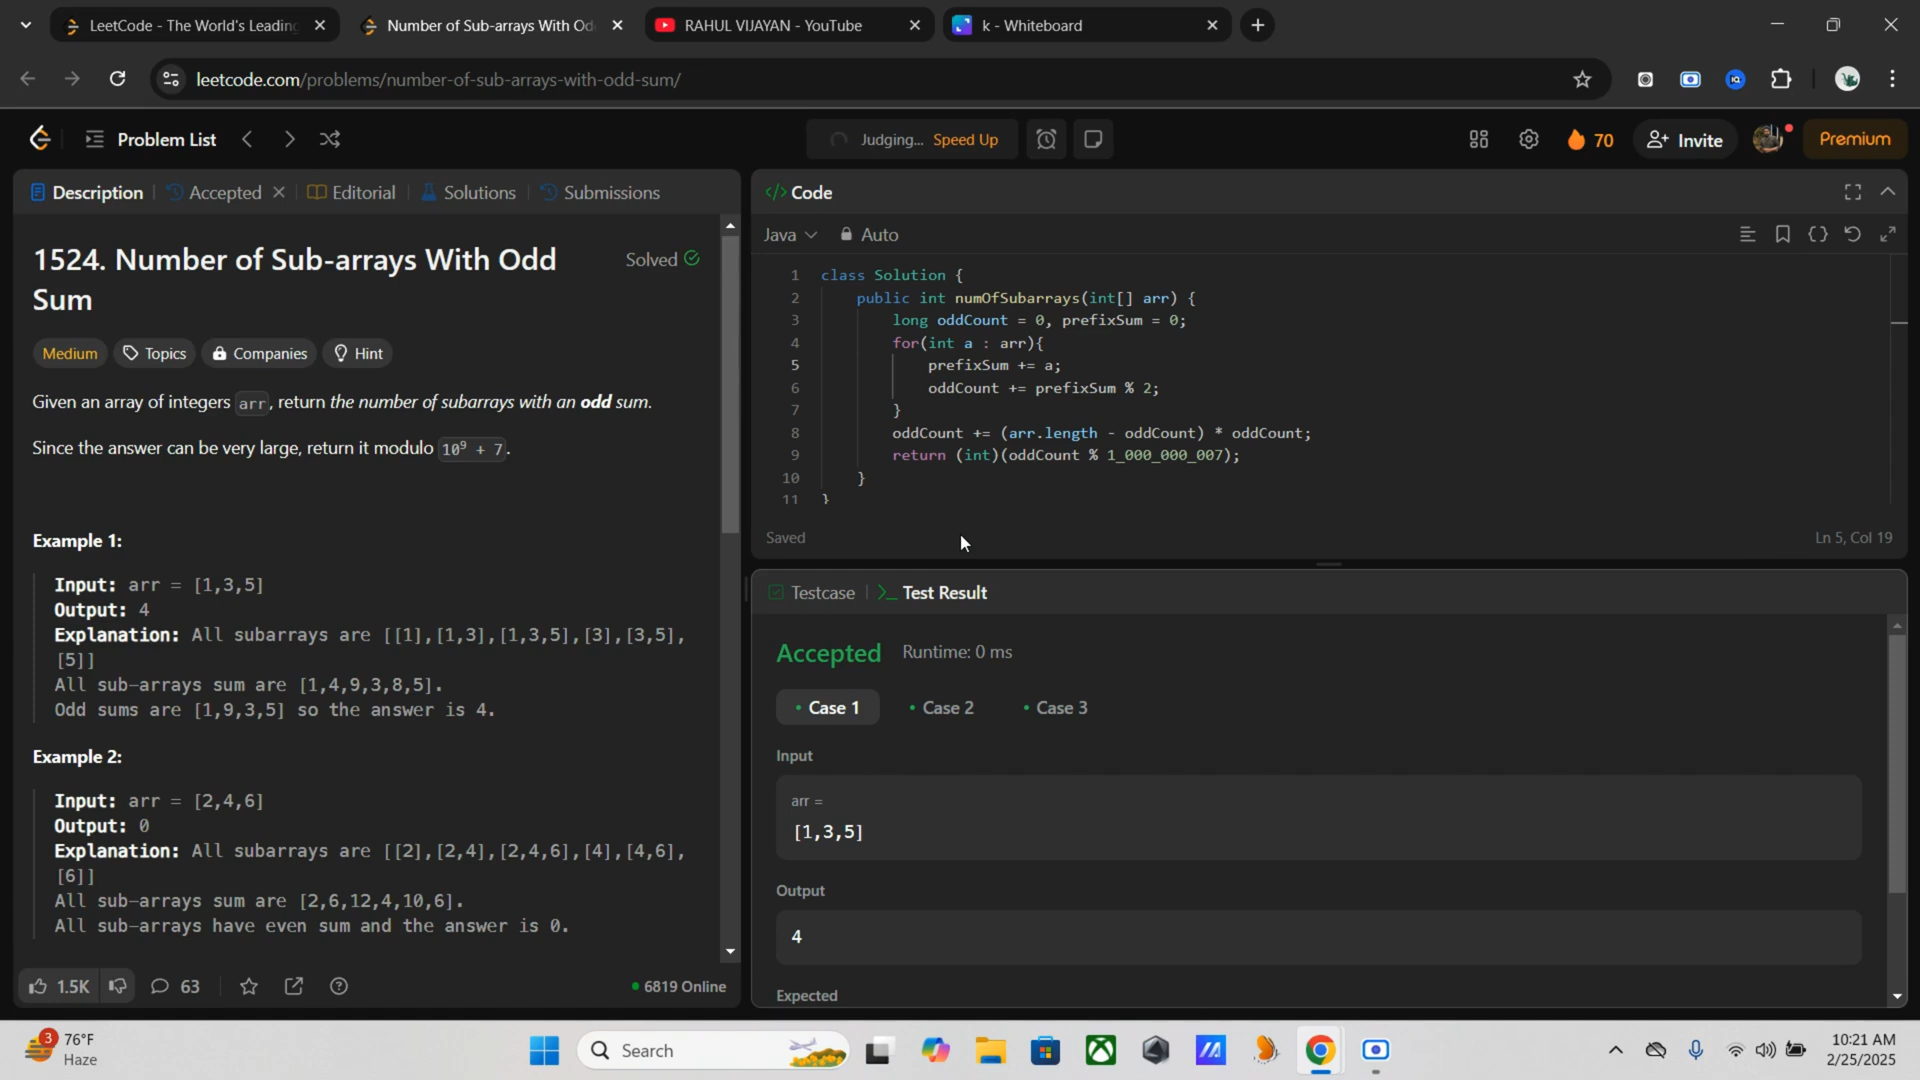 LeetCode - The World's Leading
Number of Sub-arrays With Od
RAHUL VIJAYAN - YouTube
k - Whiteboard
leetcode.com/problems/number-of-sub-arrays-with-odd-sum/
Problem List
Judging... Speed Up
70
Invite
Premium
Description
Accepted
Editorial
Solutions
Submissions
1524. Number of Sub-arrays With Odd
Sum
Solved
Medium
Topics
Companies
Hint
Given an array of integers arr, return the number of subarrays with an odd sum.
Since the answer can be very large, return it modulo 10⁹ + 7.
Example 1:
Input: arr = [1,3,5]
Output: 4
Explanation: All subarrays are [[1],[1,3],[1,3,5],[3],[3,5],
[5]]
All sub-arrays sum are [1,4,9,3,8,5].
Odd sums are [1,9,3,5] so the answer is 4.
Example 2:
Input: arr = [2,4,6]
Output: 0
Explanation: All subarrays are [[2],[2,4],[2,4,6],[4],[4,6],
[6]]
All sub-arrays sum are [2,6,12,4,10,6].
All sub-arrays have even sum and the answer is 0.
1.5K
63
6819 Online
</> Code
Java
Auto
1 class Solution {
2 public int numOfSubarrays(int[] arr) {
3 long oddCount = 0, prefixSum = 0;
4 for(int a : arr){
5 prefixSum += a;
6 oddCount += prefixSum % 2;
7 }
8 oddCount += (arr.length - oddCount) * oddCount;
9 return (int)(oddCount % 1_000_000_007);
10 }
11 }
Saved
Ln 5, Col 19
Testcase
>_ Test Result
Accepted
Runtime: 0 ms
Case 1
Case 2
Case 3
Input
arr =
[1,3,5]
Output
4
Expected
3
76°F
Haze
Search
10:21 AM
2/25/2025